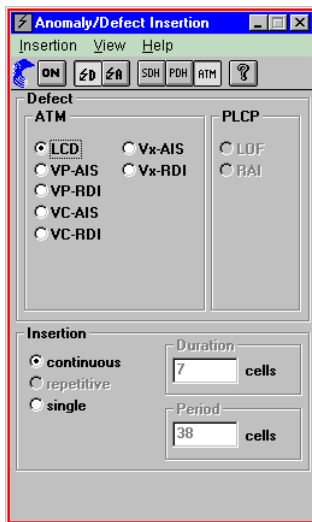 Anomaly/Defect Insertion
Insertion View Help
ON D A SDH PDH ATM ?
Defect
ATM
PLCP
LCD Vx-AIS LOF
VP-AIS Vx-RDI RAI
VP-RDI
VC-AIS
VC-RDI
Insertion
Duration
continuous
7 cells
repetitive
single
Period
38 cells